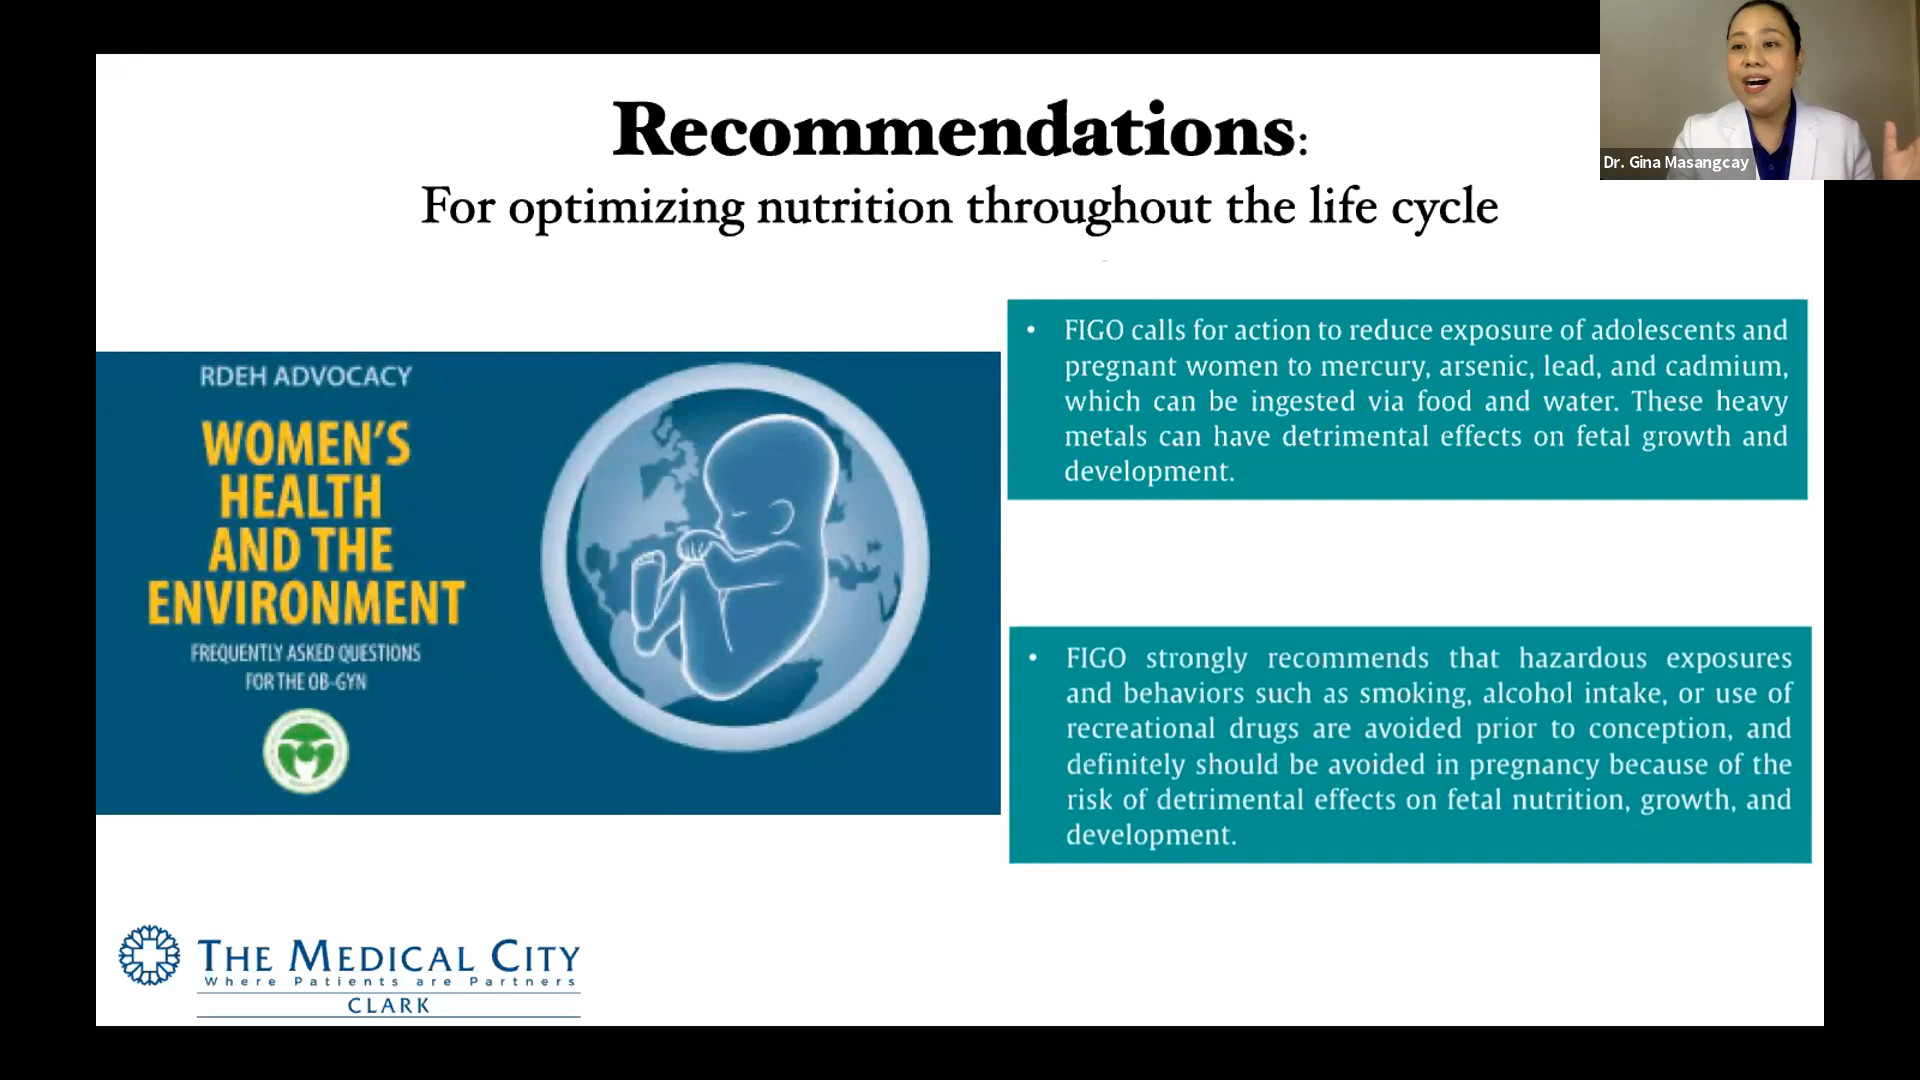 Recommendations:
For optimizing nutrition throughout the life cycle
Dr. Gina Masangcay
RDEH ADVOCACY
WOMEN'S
HEALTH
AND THE
ENVIRONMENT
FREQUENTLY ASKED QUESTIONS
FOR THE OB-GYN
• FIGO calls for action to reduce exposure of adolescents and
pregnant women to mercury, arsenic, lead, and cadmium,
which can be ingested via food and water. These heavy
metals can have detrimental effects on fetal growth and
development.
• FIGO strongly recommends that hazardous exposures
and behaviors such as smoking, alcohol intake, or use of
recreational drugs are avoided prior to conception, and
definitely should be avoided in pregnancy because of the
risk of detrimental effects on fetal nutrition, growth, and
development.
THE MEDICAL CITY
Where Patients are Partners
CLARK